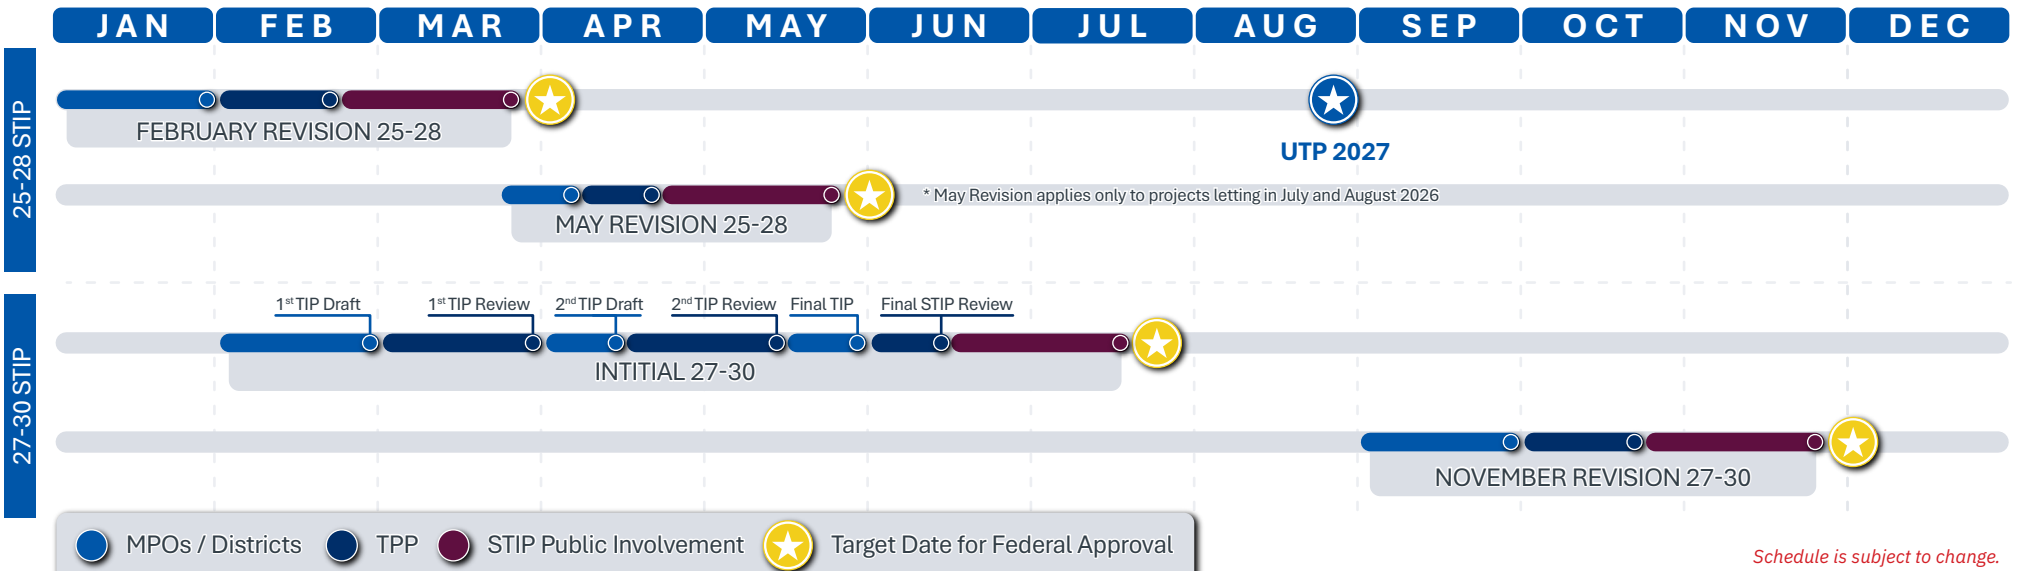 JAN FEB MAR APR MAY JUN JUL AUG SEP OCT NOV DEC
25-28 STIP
FEBRUARY REVISION 25-28
UTP 2027
* May Revision applies only to projects letting in July and August 2026
MAY REVISION 25-28
27-30 STIP
1st TIP Draft 1st TIP Review 2nd TIP Draft 2nd TIP Review Final TIP Final STIP Review
INTITIAL 27-30
NOVEMBER REVISION 27-30
MPOs / Districts TPP STIP Public Involvement Target Date for Federal Approval
Schedule is subject to change.